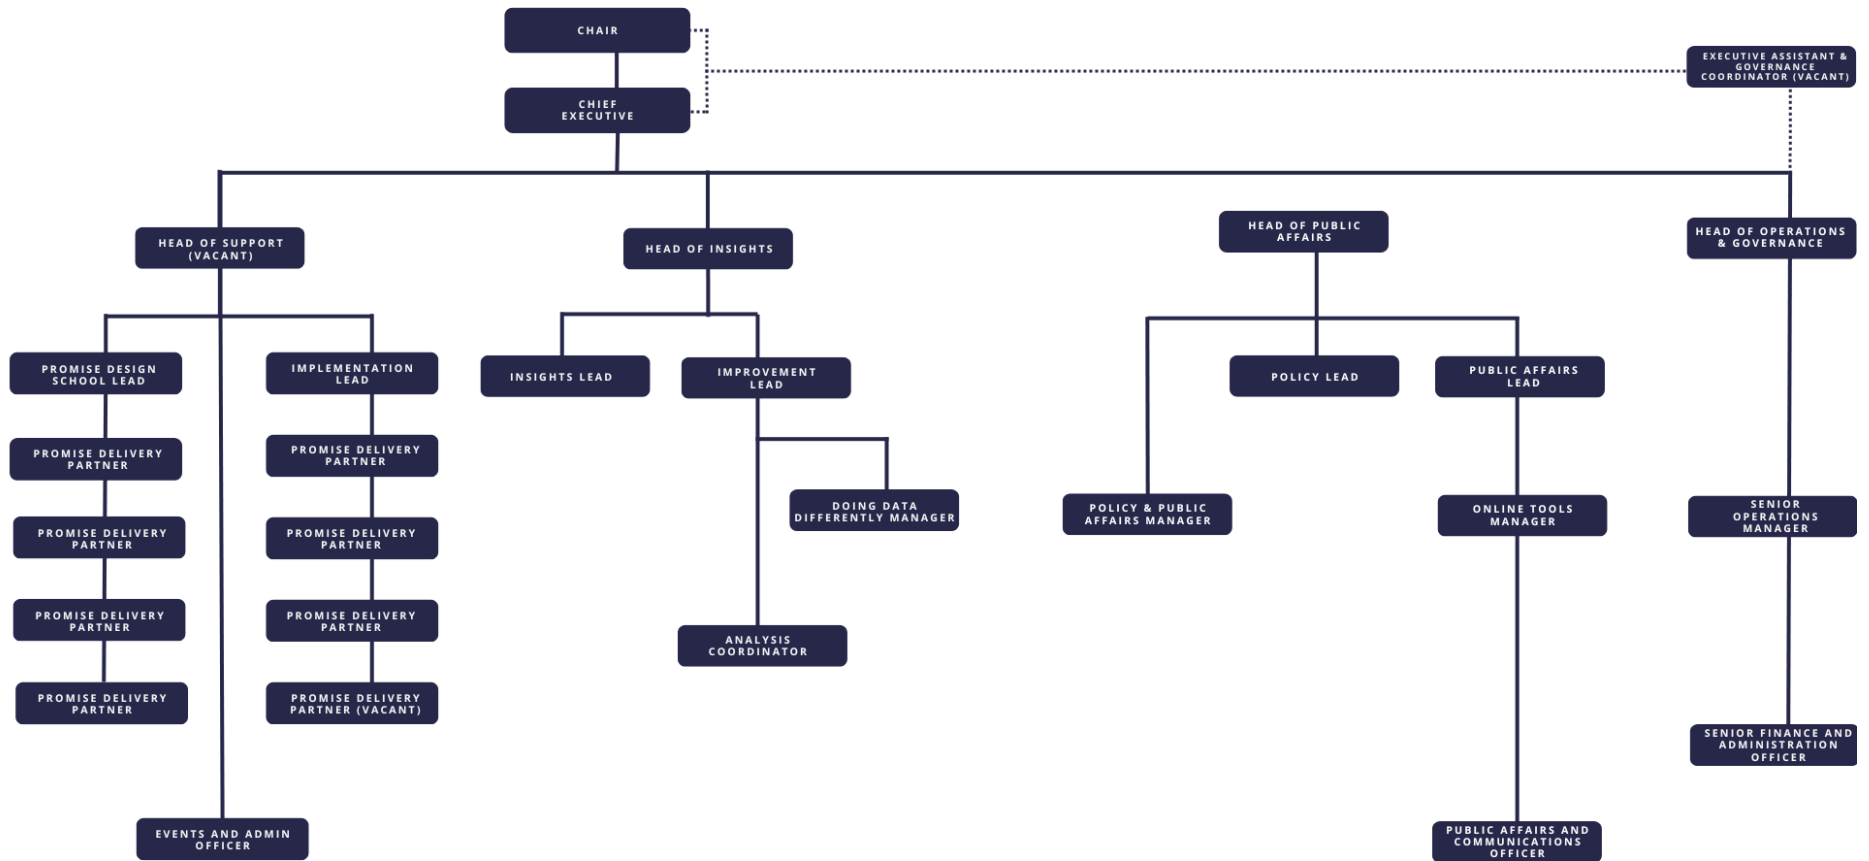 CHAIR
EXECUTIVE ASSISTANT &
GOVERNANCE
COORDINATOR (VACANT)
CHIEF
EXECUTIVE
HEAD OF SUPPORT
(VACANT)
HEAD OF INSIGHTS
HEAD OF PUBLIC
AFFAIRS
HEAD OF OPERATIONS
& GOVERNANCE
PROMISE DESIGN
SCHOOL LEAD
IMPLEMENTATION
LEAD
INSIGHTS LEAD
IMPROVEMENT
LEAD
POLICY LEAD
PUBLIC AFFAIRS
LEAD
PROMISE DELIVERY
PARTNER
PROMISE DELIVERY
PARTNER
DOING DATA
DIFFERENTLY MANAGER
POLICY & PUBLIC
AFFAIRS MANAGER
ONLINE TOOLS
MANAGER
SENIOR
OPERATIONS
MANAGER
PROMISE DELIVERY
PARTNER
PROMISE DELIVERY
PARTNER
PROMISE DELIVERY
PARTNER
PROMISE DELIVERY
PARTNER
ANALYSIS
COORDINATOR
PROMISE DELIVERY
PARTNER
PROMISE DELIVERY
PARTNER (VACANT)
SENIOR FINANCE AND
ADMINISTRATION
OFFICER
EVENTS AND ADMIN
OFFICER
PUBLIC AFFAIRS AND
COMMUNICATIONS
OFFICER